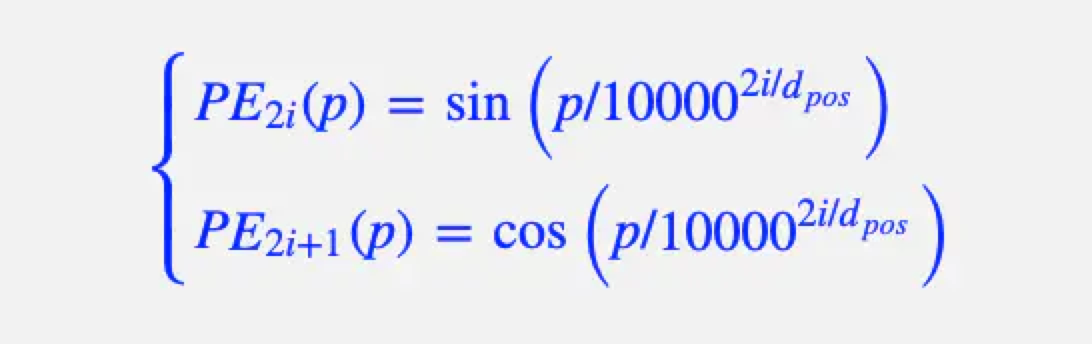 PE_{2i}(p) = sin (p/10000^{2i/d_{pos}})
PE_{2i+1}(p) = cos (p/10000^{2i/d_{pos}})